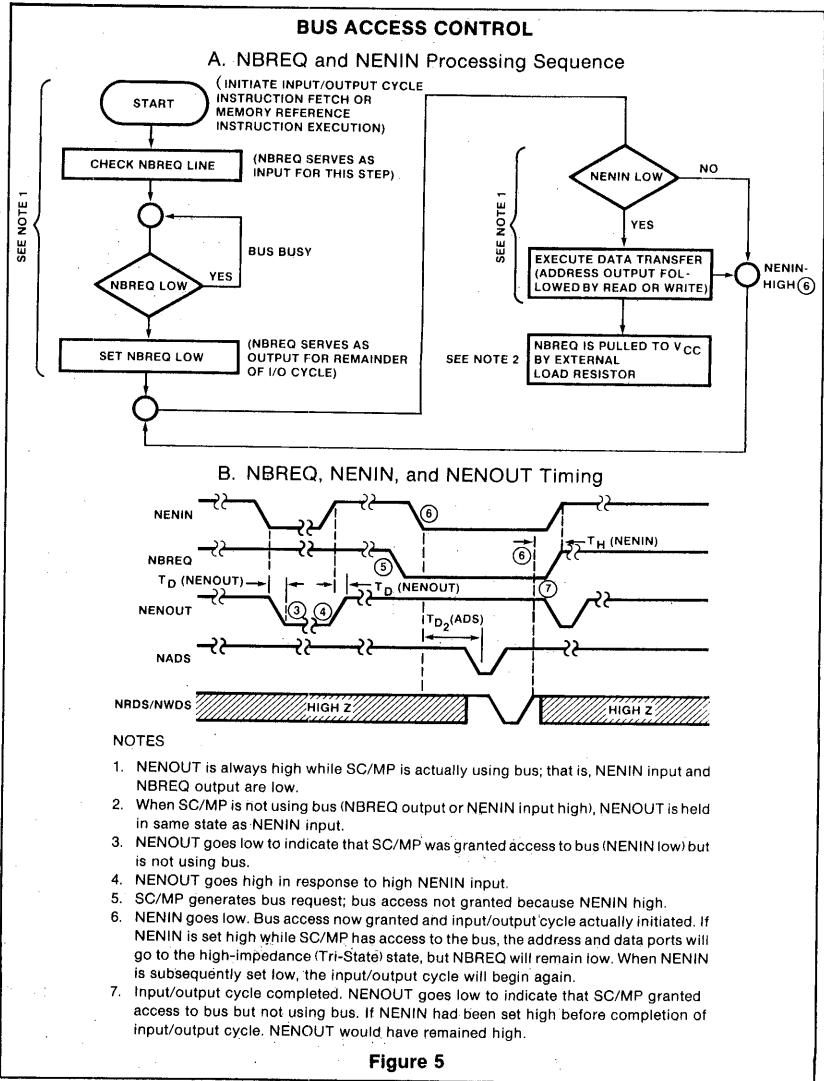 BUS ACCESS CONTROL
A. NBREQ and NENIN Processing Sequence
START
(INITIATE INPUT/OUTPUT CYCLE
INSTRUCTION FETCH OR
MEMORY REFERENCE
INSTRUCTION EXECUTION)
CHECK NBREQ LINE
(NBREQ SERVES AS
INPUT FOR THIS STEP)
SEE NOTE 1
BUS BUSY
NBREQ LOW
YES
SET NBREQ LOW
(NBREQ SERVES AS
OUTPUT FOR REMAINDER
OF I/O CYCLE)
NENIN LOW
NO
YES
SEE NOTE 1
EXECUTE DATA TRANSFER
(ADDRESS OUTPUT FOL-
LOWED BY READ OR WRITE)
NENIN-
HIGH ⑥
SEE NOTE 2
NBREQ IS PULLED TO VCC
BY EXTERNAL
LOAD RESISTOR
B. NBREQ, NENIN, and NENOUT Timing
NENIN
⑥
NBREQ
⑤
⑥
TH (NENIN)
TD (NENOUT)
TD (NENOUT)
⑦
NENOUT
③
④
TD2(ADS)
NADS
NRDS/NWDS
HIGH Z
HIGH Z
NOTES
1. NENOUT is always high while SC/MP is actually using bus; that is, NENIN input and
NBREQ output are low.
2. When SC/MP is not using bus (NBREQ output or NENIN input high), NENOUT is held
in same state as NENIN input.
3. NENOUT goes low to indicate that SC/MP was granted access to bus (NENIN low) but
is not using bus.
4. NENOUT goes high in response to high NENIN input.
5. SC/MP generates bus request; bus access not granted because NENIN high.
6. NENIN goes low. Bus access now granted and input/output cycle actually initiated. If
NENIN is set high while SC/MP has access to the bus, the address and data ports will
go to the high-impedance (Tri-State) state, but NBREQ will remain low. When NENIN
is subsequently set low, the input/output cycle will begin again.
7. Input/output cycle completed. NENOUT goes low to indicate that SC/MP granted
access to bus but not using bus. If NENIN had been set high before completion of
input/output cycle. NENOUT would have remained high.
Figure 5